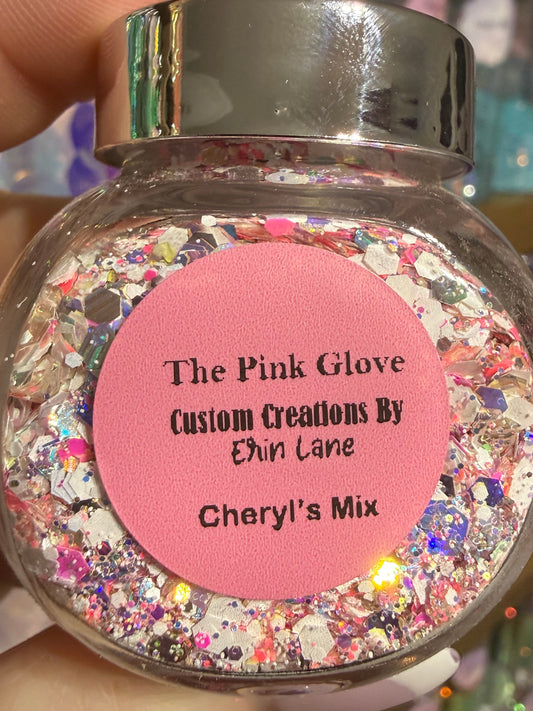 The Pink Glove
Custom Creations By
Erin Lane
Cheryl's Mix